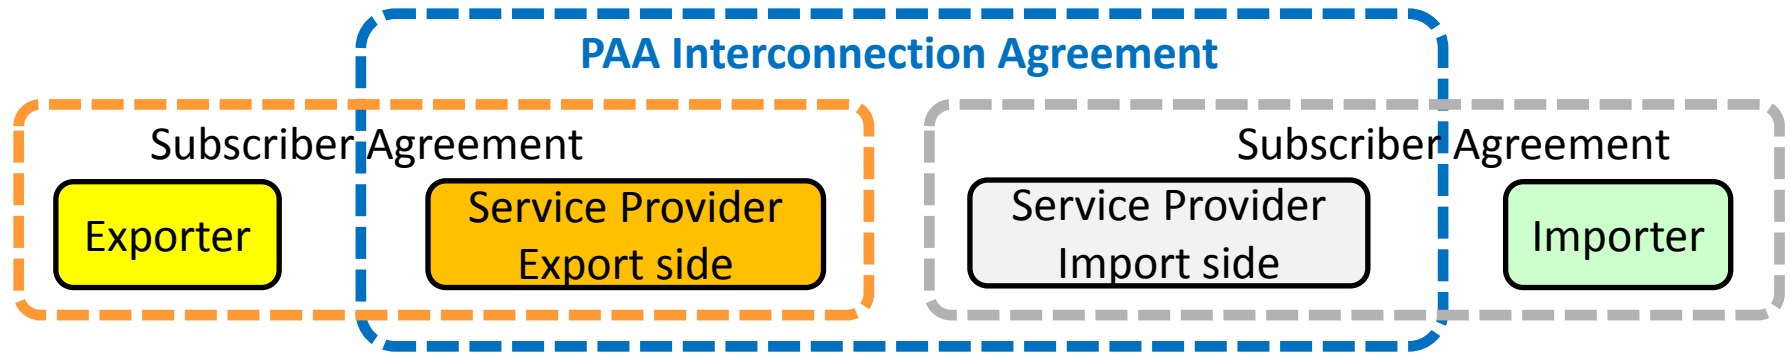 PAA Interconnection Agreement
Subscriber Agreement
Subscriber Agreement
Exporter
Service Provider
Export side
Service Provider
Import side
Importer